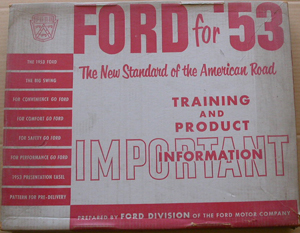 FORD for '53
The New Standard of the American Road
THE 1953 FORD
THE BIG SWING
FOR CONVENIENCE GO FORD
FOR COMFORT GO FORD
FOR SAFETY GO FORD
FOR PERFORMANCE GO FORD
1953 PRESENTATION EASEL
PATTERN FOR PRE-DELIVERY
TRAINING
AND
PRODUCT
INFORMATION
IMPORTANT
PREPARED BY FORD DIVISION OF THE FORD MOTOR COMPANY